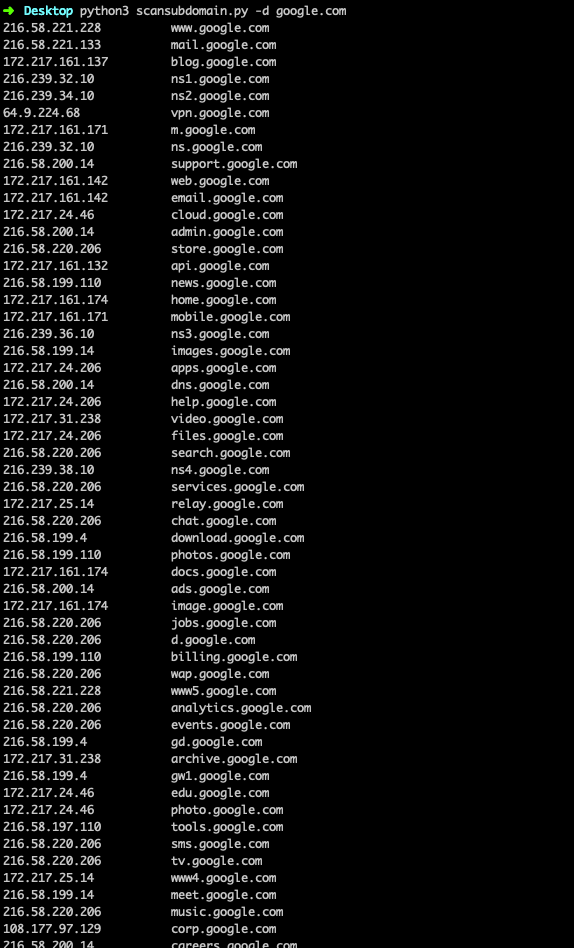 ➜ Desktop python3 scansubdomain.py -d google.com
216.58.221.228 www.google.com
216.58.221.133 mail.google.com
172.217.161.137 blog.google.com
216.239.32.10 ns1.google.com
216.239.34.10 ns2.google.com
64.9.224.68 vpn.google.com
172.217.161.171 m.google.com
216.239.32.10 ns.google.com
216.58.200.14 support.google.com
172.217.161.142 web.google.com
172.217.161.142 email.google.com
172.217.24.46 cloud.google.com
216.58.200.14 admin.google.com
216.58.220.206 store.google.com
172.217.161.132 api.google.com
216.58.199.110 news.google.com
172.217.161.174 home.google.com
172.217.161.171 mobile.google.com
216.239.36.10 ns3.google.com
216.58.199.14 images.google.com
172.217.24.206 apps.google.com
216.58.200.14 dns.google.com
172.217.24.206 help.google.com
172.217.31.238 video.google.com
172.217.24.206 files.google.com
216.58.220.206 search.google.com
216.239.38.10 ns4.google.com
216.58.220.206 services.google.com
172.217.25.14 relay.google.com
216.58.220.206 chat.google.com
216.58.199.4 download.google.com
216.58.199.110 photos.google.com
172.217.161.174 docs.google.com
216.58.200.14 ads.google.com
172.217.161.174 image.google.com
216.58.220.206 jobs.google.com
216.58.220.206 d.google.com
216.58.199.110 billing.google.com
216.58.220.206 wap.google.com
216.58.221.228 www5.google.com
216.58.220.206 analytics.google.com
216.58.220.206 events.google.com
216.58.199.4 gd.google.com
172.217.31.238 archive.google.com
216.58.199.4 gw1.google.com
172.217.24.46 edu.google.com
172.217.24.46 photo.google.com
216.58.197.110 tools.google.com
216.58.220.206 sms.google.com
216.58.220.206 tv.google.com
172.217.25.14 www4.google.com
216.58.199.14 meet.google.com
216.58.220.206 music.google.com
108.177.97.129 corp.google.com
216.58.200.14 careers.google.com